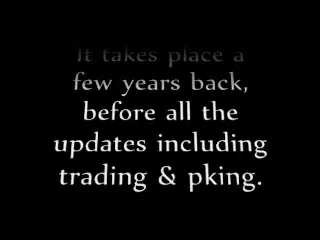 It takes place a
few years back,
before all the
updates including
trading & pking.